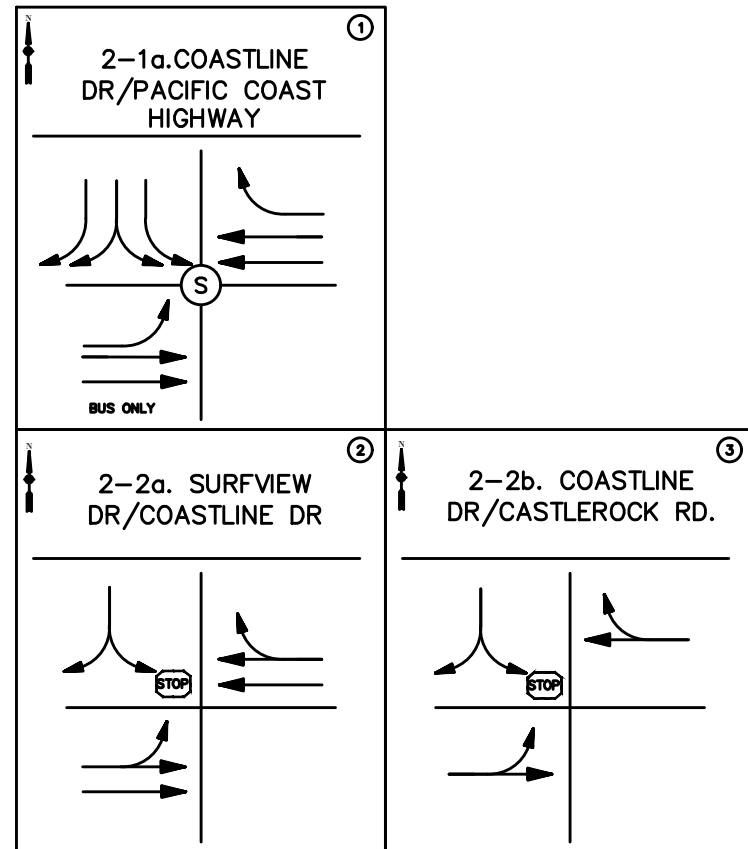 N
1
2-1a.COASTLINE
DR/PACIFIC COAST
HIGHWAY
S
BUS ONLY
N
2
2-2a. SURFVIEW
DR/COASTLINE DR
STOP
N
3
2-2b. COASTLINE
DR/CASTLEROCK RD.
STOP